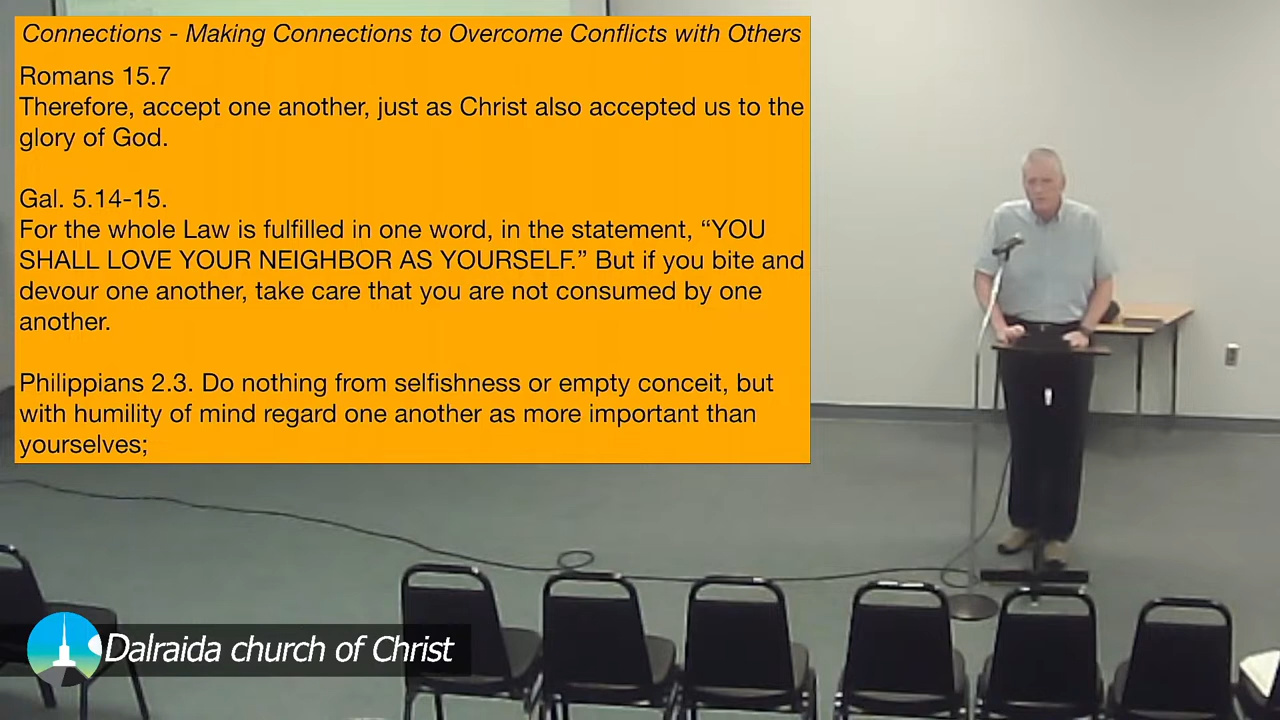 Connections - Making Connections to Overcome Conflicts with Others
Romans 15.7
Therefore, accept one another, just as Christ also accepted us to the
glory of God.
Gal. 5.14-15.
For the whole Law is fulfilled in one word, in the statement, “YOU
SHALL LOVE YOUR NEIGHBOR AS YOURSELF.” But if you bite and
devour one another, take care that you are not consumed by one
another.
Philippians 2.3. Do nothing from selfishness or empty conceit, but
with humility of mind regard one another as more important than
yourselves;
Dalraida church of Christ